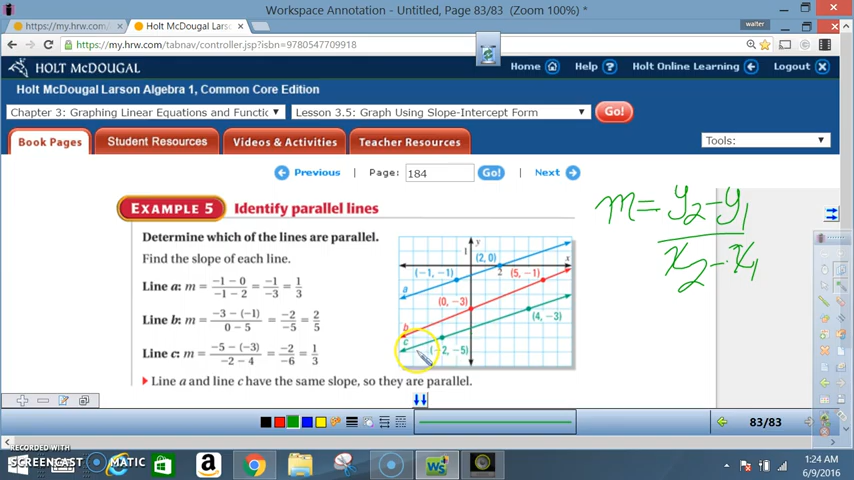 Workspace Annotation - Untitled, Page 83/83 (Zoom 100%) *
https://my.hrw.com/tabnav/ ×
Holt McDougal Larson Alg ×
walter
https://my.hrw.com/tabnav/controller.jsp?isbn=9780547709918
HOLT MCDOUGAL
Home
Help
Holt Online Learning
Logout
Holt McDougal Larson Algebra 1, Common Core Edition
Chapter 3: Graphing Linear Equations and Functic
Lesson 3.5: Graph Using Slope-Intercept Form
Go!
Book Pages
Student Resources
Videos & Activities
Teacher Resources
Tools:
Previous
Page: 184
Go!
Next
EXAMPLE 5 Identify parallel lines
Determine which of the lines are parallel.
Find the slope of each line.
Line a: m = (-1 - 0)/(-1 - 2) = -1/-3 = 1/3
Line b: m = (-3 - (-1))/(0 - 5) = -2/-5 = 2/5
Line c: m = (-5 - (-3))/(-2 - 4) = -2/-6 = 1/3
Line a and line c have the same slope, so they are parallel.
1
y
(2, 0)
x
2
(-1, -1)
(5, -1)
a
(0, -3)
(4, -3)
b
c
(-2, -5)
m = (y₂ - y₁)/(x₂ - x₁)
83/83
RECORDED WITH
SCREENCAST MATIC
WS
1:24 AM
6/9/2016